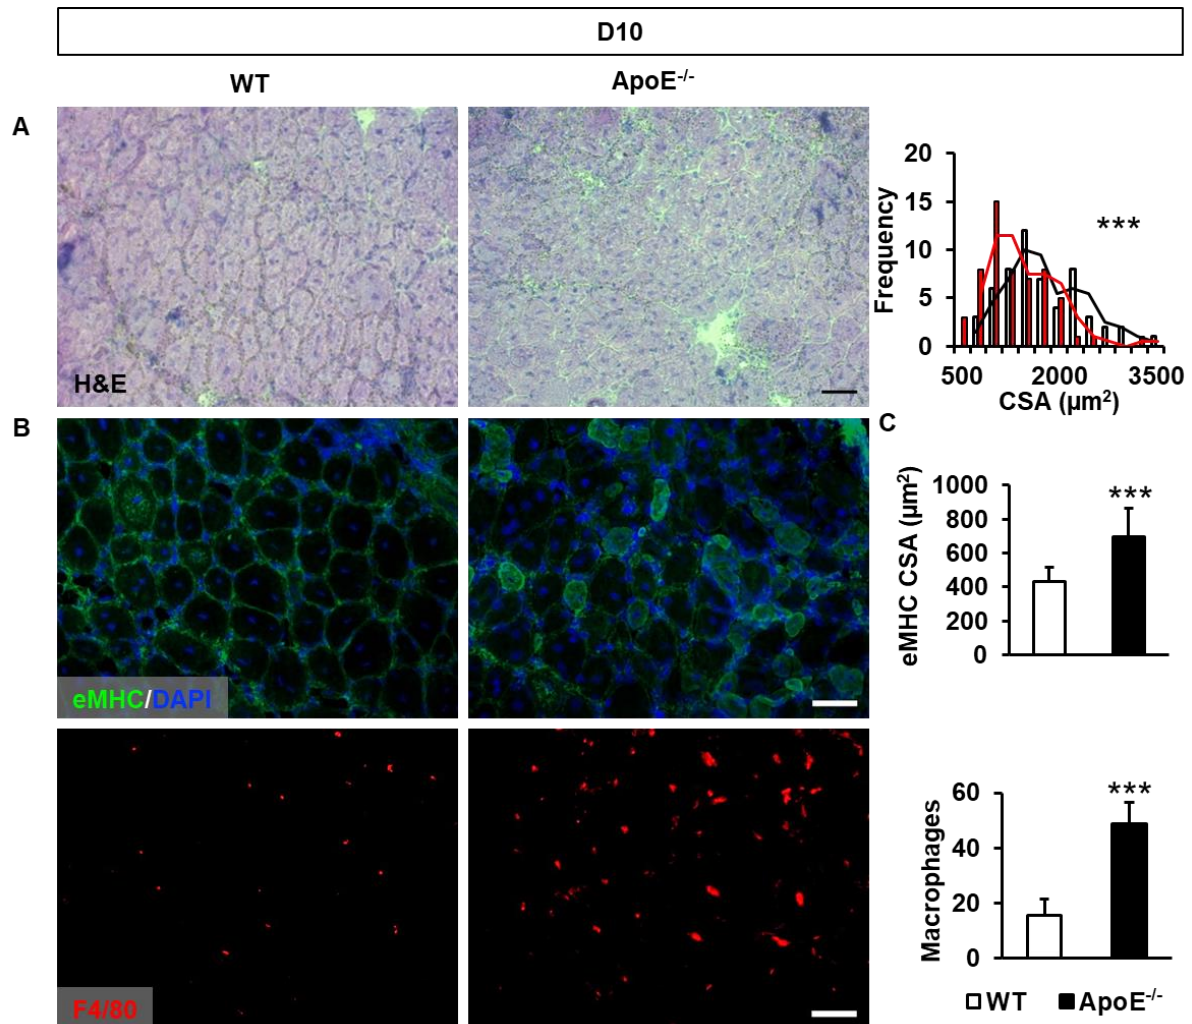 D10
WT
ApoE-/-
A
H&E
Frequency
20
15
10
5
0
***
500
2000
3500
CSA (µm²)
B
eMHC/DAPI
C
eMHC CSA (µm²)
1000
800
600
400
200
0
***
F4/80
Macrophages
60
40
20
0
***
WT
ApoE-/-